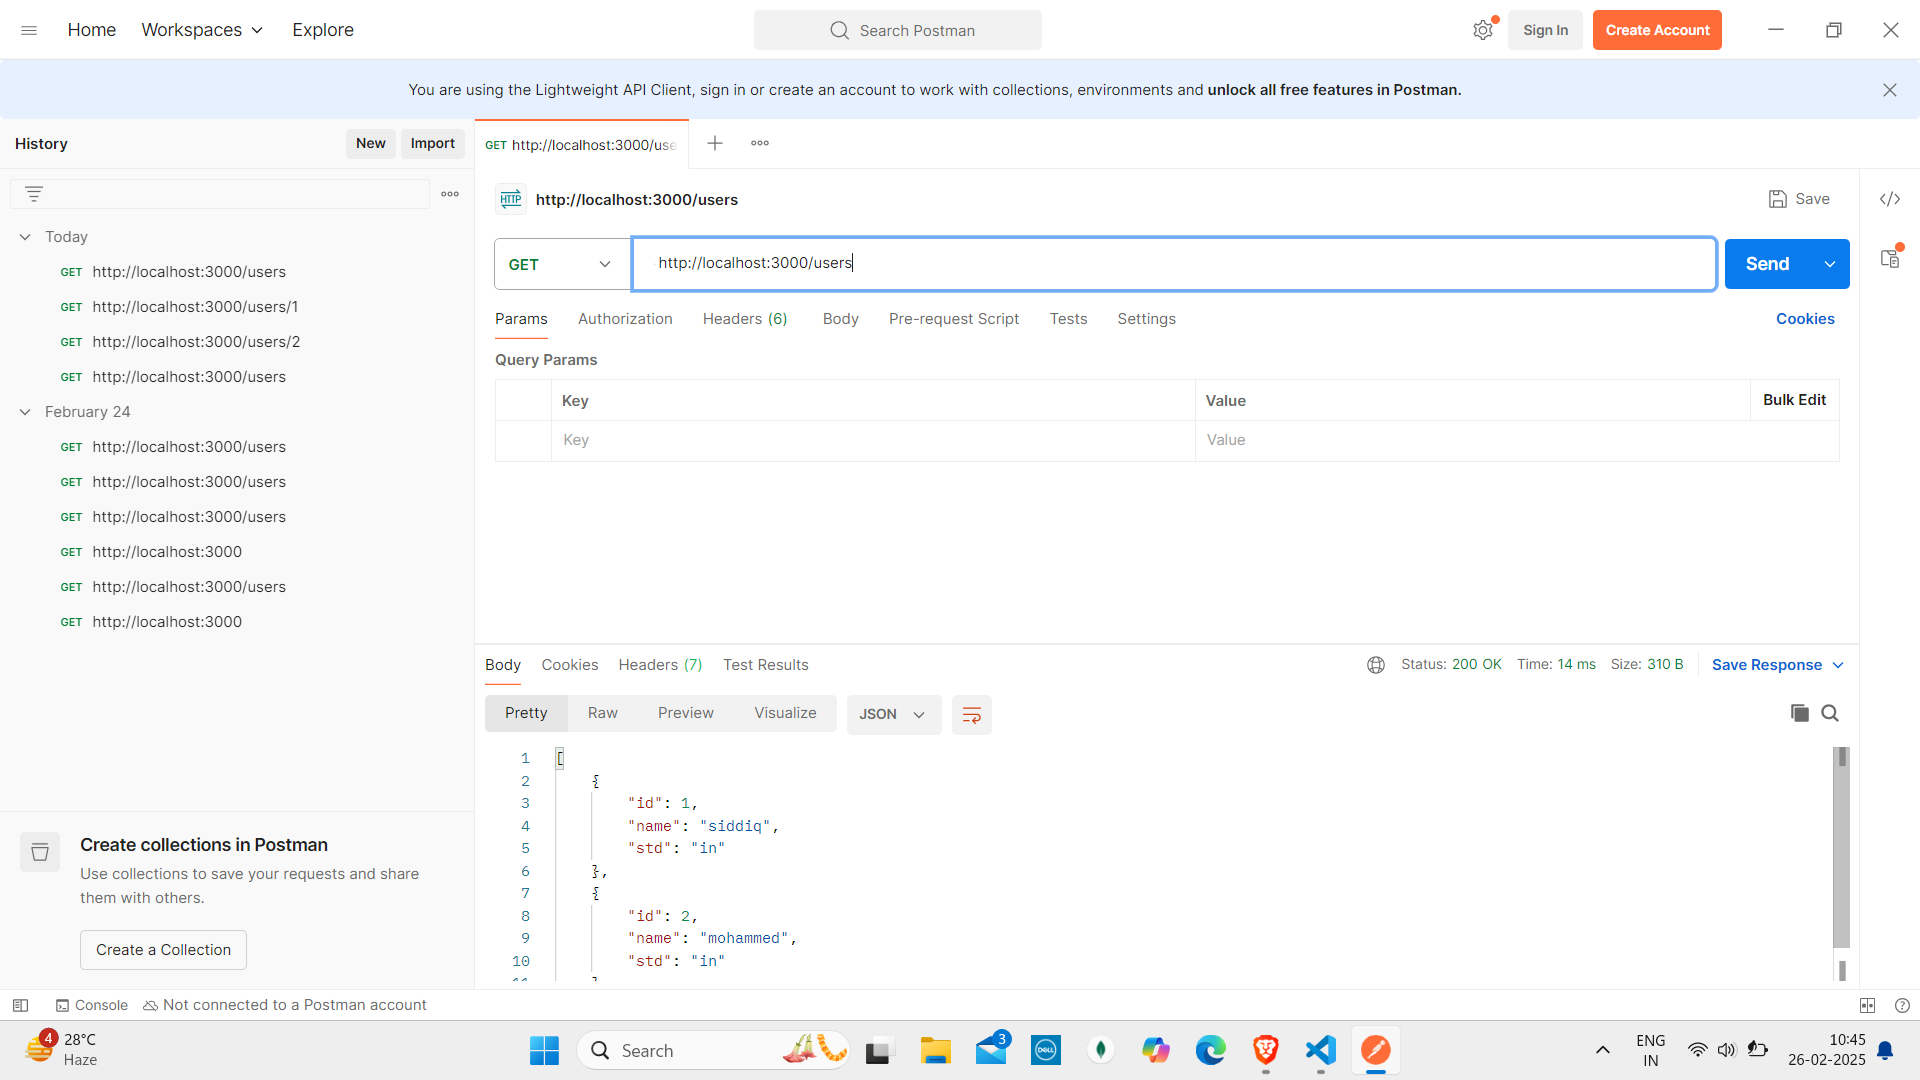 Home Workspaces Explore Search Postman Sign In Create Account
You are using the Lightweight API Client, sign in or create an account to work with collections, environments and unlock all free features in Postman.
History New Import
Today
GET http://localhost:3000/users
GET http://localhost:3000/users/1
GET http://localhost:3000/users/2
GET http://localhost:3000/users
February 24
GET http://localhost:3000/users
GET http://localhost:3000/users
GET http://localhost:3000/users
GET http://localhost:3000
GET http://localhost:3000/users
GET http://localhost:3000
Create collections in Postman
Use collections to save your requests and share
them with others.
Create a Collection
GET http://localhost:3000/use
HTTP http://localhost:3000/users Save
GET http://localhost:3000/users Send
Params Authorization Headers (6) Body Pre-request Script Tests Settings Cookies
Query Params
Key Value Bulk Edit
Key Value
Body Cookies Headers (7) Test Results Status: 200 OK Time: 14 ms Size: 310 B Save Response
Pretty Raw Preview Visualize JSON
1 [
2 {
3 "id": 1,
4 "name": "siddiq",
5 "std": "in"
6 },
7 {
8 "id": 2,
9 "name": "mohammed",
10 "std": "in"
Console Not connected to a Postman account
4 28°C
Haze
Search
3
DELL
ENG
IN
10:45
26-02-2025